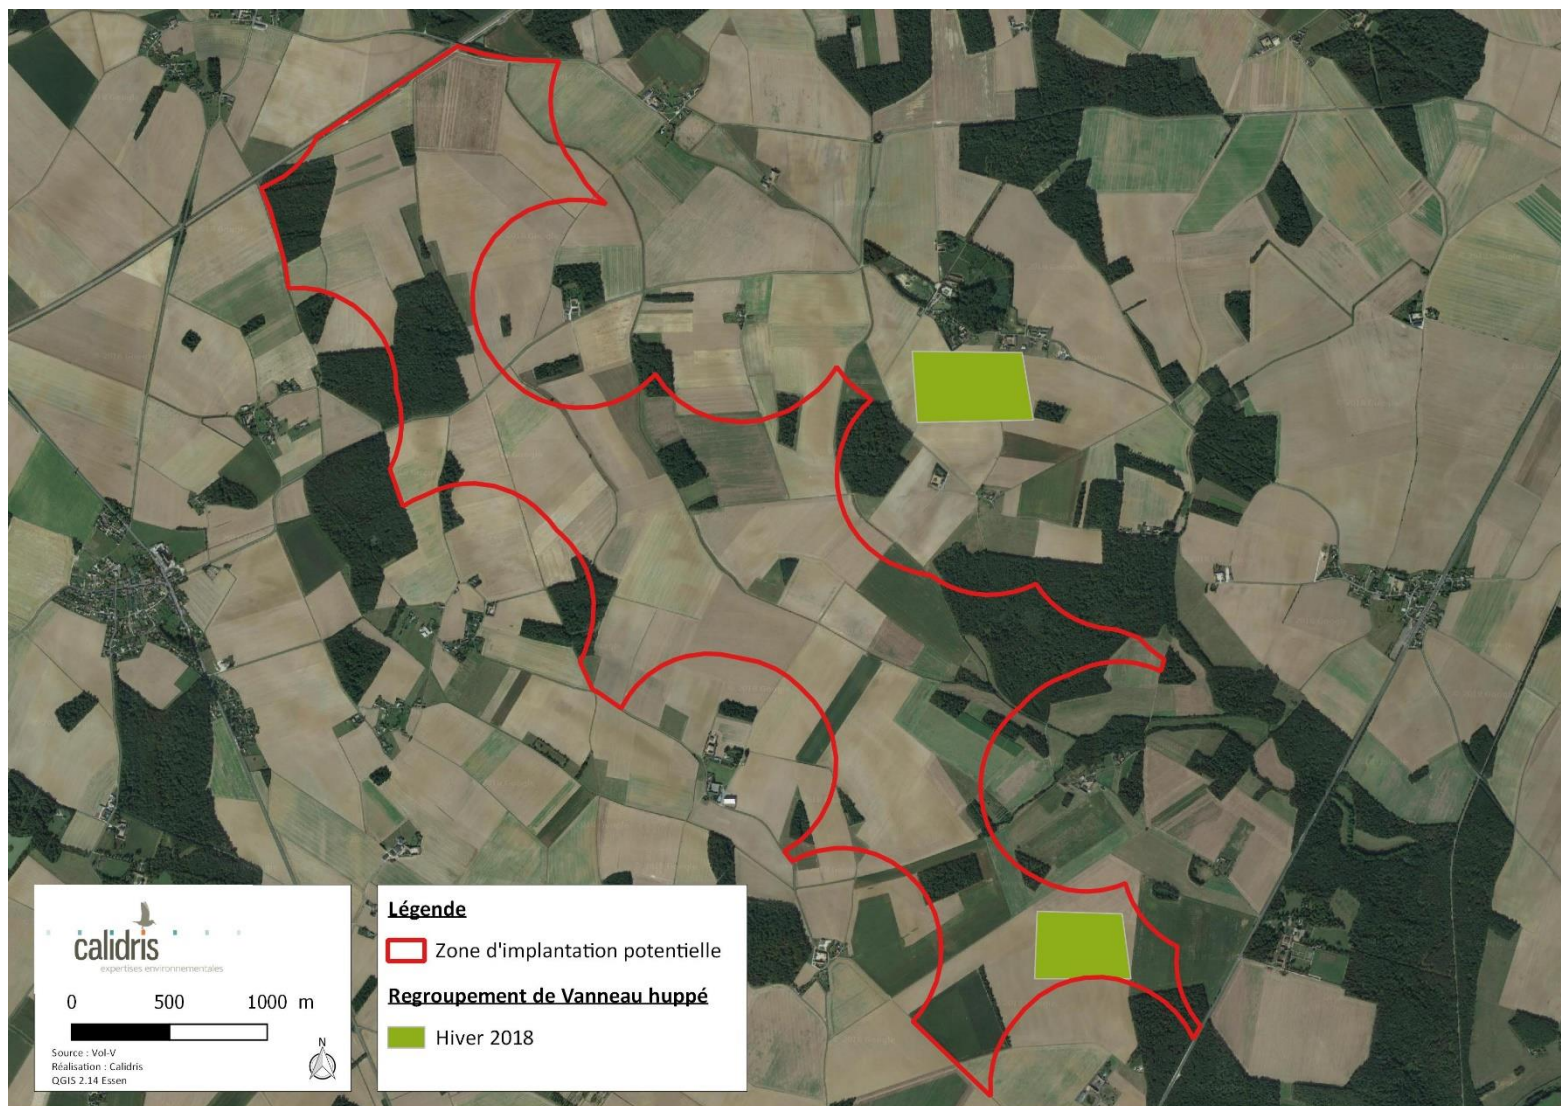 calidris
expertises environnementales
0 500 1000 m
Source : Vol-V
Réalisation : Calidris
QGIS 2.14 Essen
N
Légende
Zone d'implantation potentielle
Regroupement de Vanneau huppé
Hiver 2018